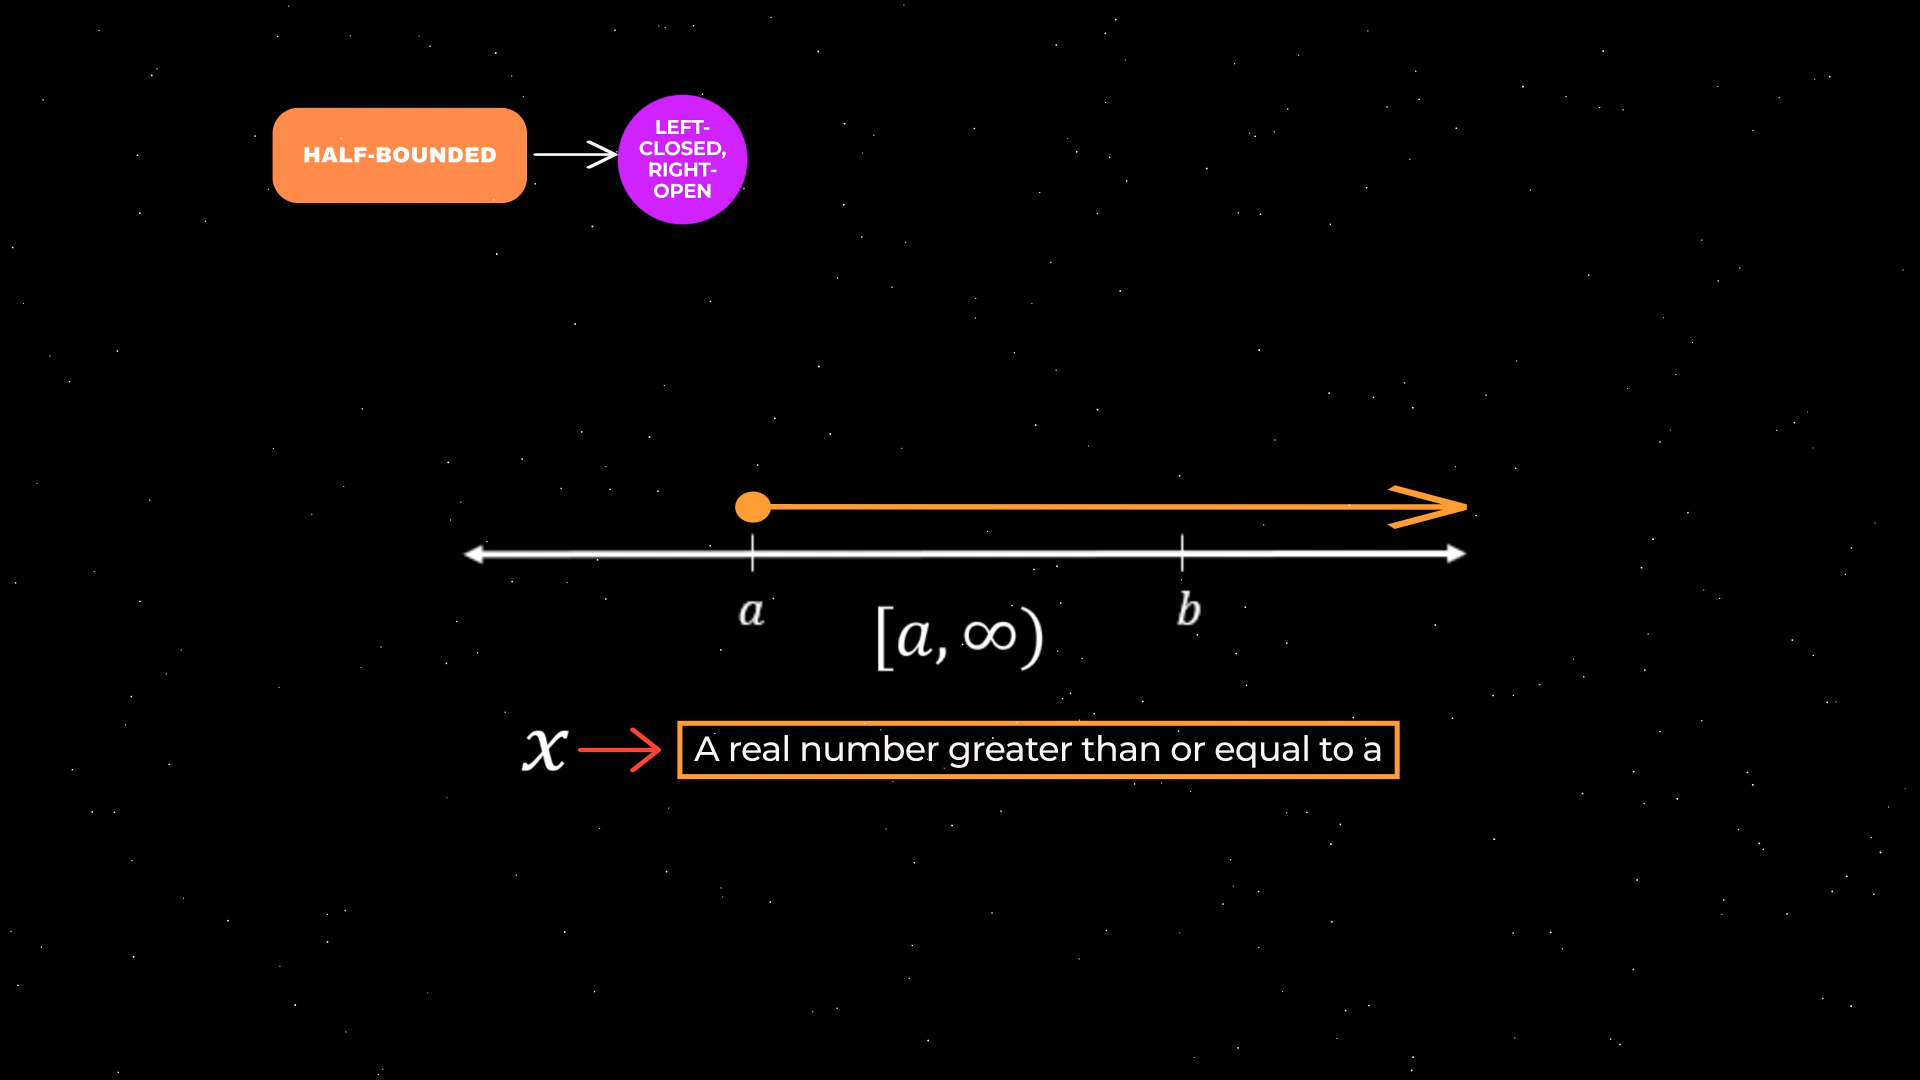 HALF-BOUNDED
LEFT-
CLOSED,
RIGHT-
OPEN
a
b
[a, ∞)
x
A real number greater than or equal to a